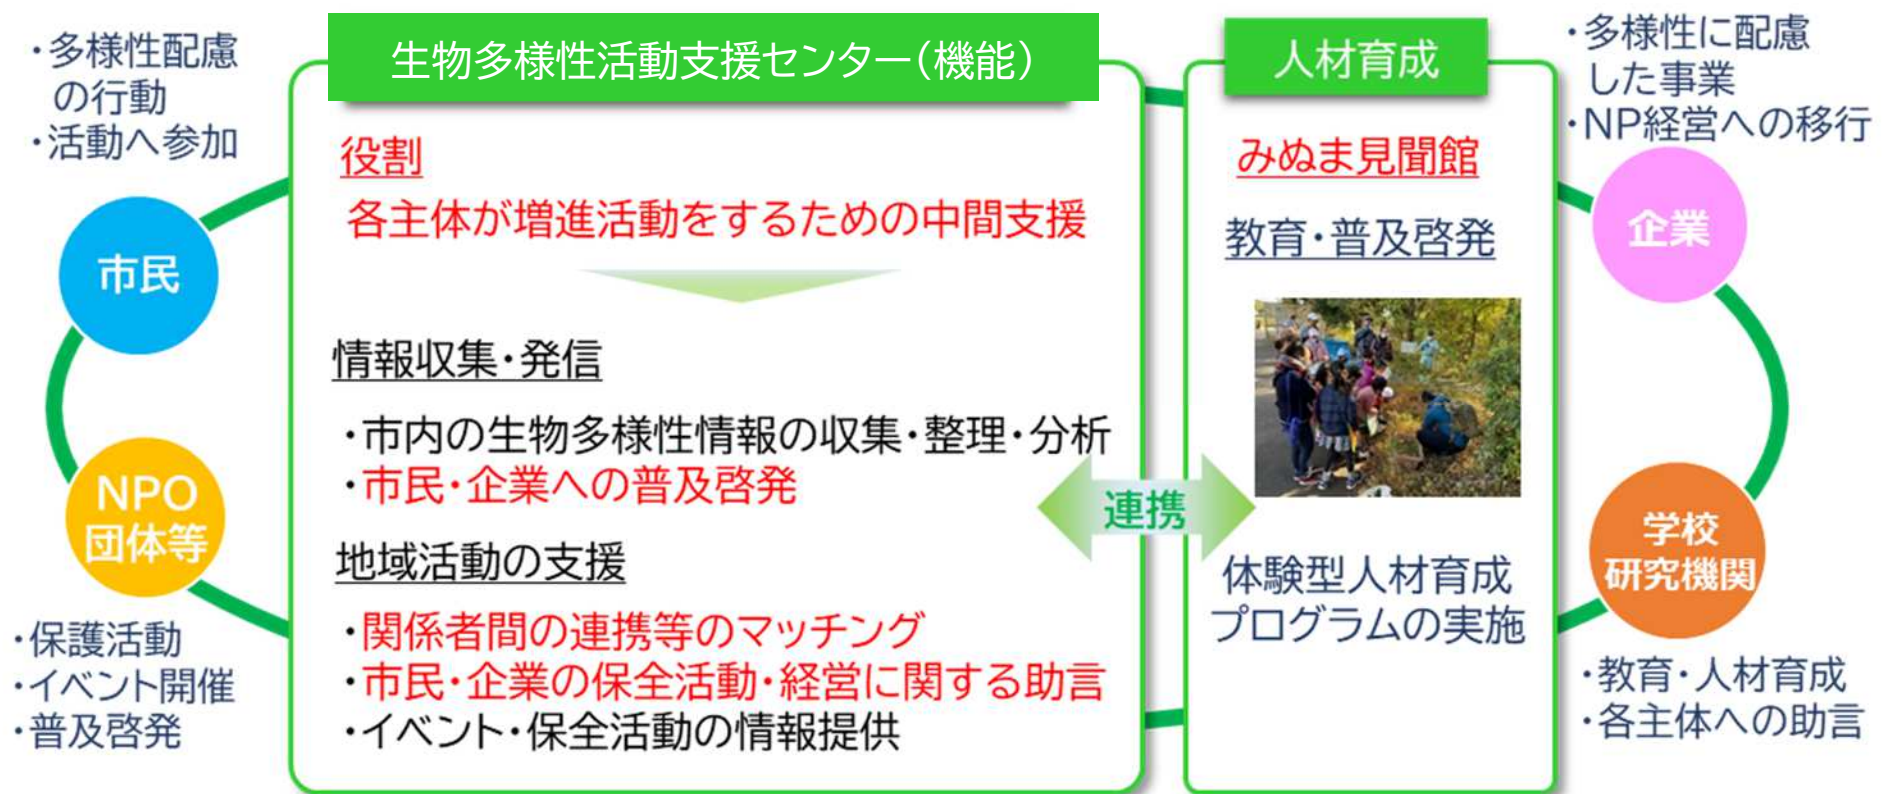 ・多様性配慮
の行動
・活動へ参加
市民
NPO
団体等
・保護活動
・イベント開催
・普及啓発
生物多様性活動支援センター（機能）
役割
各主体が増進活動をするための中間支援
情報収集・発信
・市内の生物多様性情報の収集・整理・分析
・市民・企業への普及啓発
地域活動の支援
・関係者間の連携等のマッチング
・市民・企業の保全活動・経営に関する助言
・イベント・保全活動の情報提供
連携
人材育成
みぬま見聞館
教育・普及啓発
体験型人材育成
プログラムの実施
・多様性に配慮
した事業
・NP経営への移行
企業
学校
研究機関
・教育・人材育成
・各主体への助言